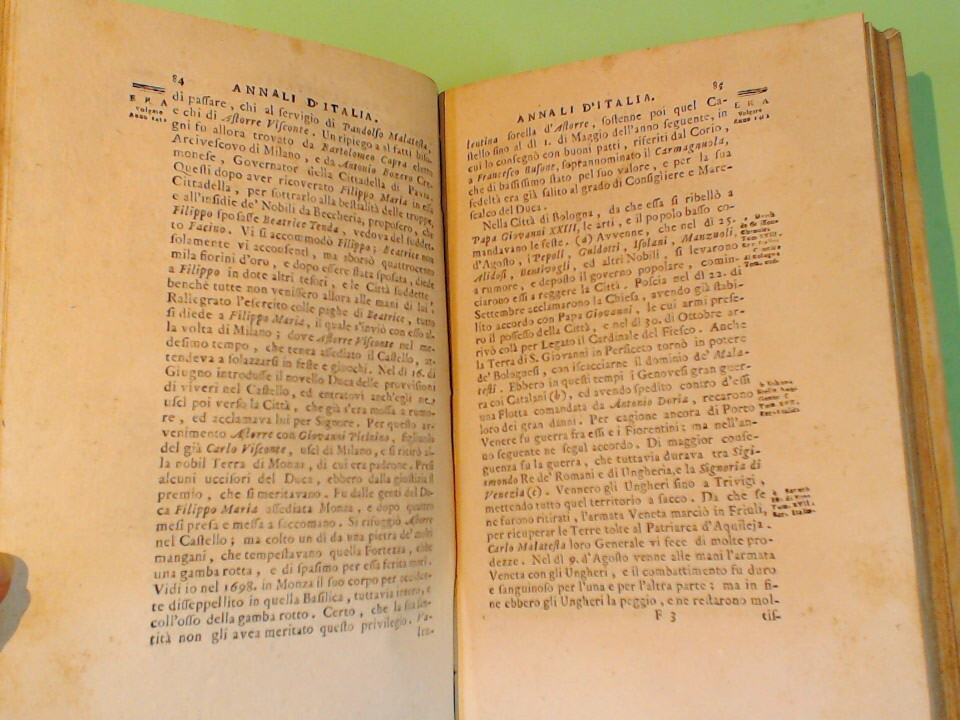 84
ANNALI D'ITALIA.
ERA
Volgare
di passare, chi al servigio di Pandolfo Malatesta,
e chi di Astorre Visconte. Un ripiego a sì fatti biso-
gni fu allora trovato da Bartolomeo Capra eletto
Arcivescovo di Milano, e da Antonio Bozero Cre-
monese, Governator della Cittadella di Pavia.
Questi dopo aver ricoverato Filippo Maria in essa
Cittadella, per sottrarlo alla bestialità delle truppe,
e all'insidie de' Nobili da Beccheria, proposero, che
Filippo sposasse Beatrice Tenda, vedova del suddet-
to Facino. Vi si accommodò Filippo; Beatrice non
solamente vi acconsentì, ma sborsò quattrocento
mila fiorini d'oro, e dopo essere stata sposata, diede
a Filippo in dote altri tesori, e le Città suddette,
benchè tutte non venissero allora alle mani di lui.
Rallegrato l'esercito colle paghe di Beatrice, tutto
si diede a Filippo Maria, il quale s'inviò con esso al-
la volta di Milano; dove Astorre Visconte nel me-
desimo tempo, che tenea assediato il Castello, at-
tendeva a solazzarsi in feste e giuochi. Nel dì 16. di
Giugno introdusse il novello Duca delle provvisioni
di viveri nel Castello, ed entratovi anch'egli ne
uscì poi verso la Città, che già s'era mossa a rumo-
re, ed acclamava lui per Signore. Per questo av-
venimento Astorre con Giovanni Picinino, figliuolo
del già Carlo Visconte, uscì di Milano, e si ritirò al-
la nobil Terra di Monza, di cui era padrone. Presi
alcuni uccisori del Duca, ebbero dalla giustizia il
premio, che si meritavano. Fu dalle genti del Du-
ca Filippo Maria assediata Monza, e dopo quattro
mesi presa e messa a saccomano. Si rifuggiò Astorre
nel Castello; ma colto un dì da una pietra de' molti
mangani, che tempestavano quella Fortezza, ebbe
una gamba rotta, e di spasimo per essa ferita morì.
Vidi io nel 1698. in Monza il suo corpo per acciden-
te disseppellito in quella Basilica, tuttavia intero, e
coll'osso della gamba rotto. Certo, che la sua san-
tità non gli avea meritato questo privilegio. Va-
len-
ANNALI D'ITALIA.
85
ERA
Volgare
lentina sorella d'Astorre, sostenne poi quel Ca-
stello sino al dì 1. di Maggio dell'anno seguente, in
cui lo consegnò con buoni patti, riferiti dal Corio,
a Francesco Busone, soprannominato il Carmagnuola,
che di bassissimo stato pel suo valore, e per la sua
fedeltà era già salito al grado di Consigliere e Mare-
scalco del Duca.
Nella Città di Bologna, da che essa si ribellò a
Papa Giovanni XXIII, le arti, e il popolo basso co-
mandavano le feste. (a) Avvenne, che nel dì 25.
d'Agosto, i Pepoli, Guidotti, Isolani, Manzuoli,
Alidosi, Bentivogli, ed altri Nobili, si levarono
a rumore, e deposto il governo popolare, comin-
ciarono essi a reggere la Città. Poscia nel dì 22. di
Settembre acclamarono la Chiesa, avendo già stabi-
lito accordo con Papa Giovanni, le cui armi prese-
ro il possesso della Città, e nel dì 30. di Ottobre ar-
rivò colà per Legato il Cardinale del Fiesco. Anche
la Terra di S. Giovanni in Persiceto tornò in potere
de' Bolognesi, con iscacciarne il dominio de' Mala-
testi. Ebbero in questi tempi i Genovesi gran guer-
ra coi Catalani (b), ed avendo spedito contro d'essi
una Flotta comandata da Antonio Doria, recarono
loro dei gran danni. Per cagione ancora di Porto
Venere fu guerra fra essi e i Fiorentini; ma nell'an-
no seguente ne seguì accordo. Di maggior conse-
guenza fu la guerra, che tuttavia durava tra Sigi-
smondo Re de' Romani e di Ungheria, e la Signoria di
Venezia (c). Vennero gli Ungheri sino a Trivigi,
mettendo tutto quel territorio a sacco. Da che se
ne furono ritirati, l'armata Veneta marciò in Friuli,
per ricuperare le Terre tolte al Patriarca d'Aquileja.
Carlo Malatesta loro Generale vi fece di molte pro-
dezze. Nel dì 9. d'Agosto venne alle mani l'armata
Veneta con gli Ungheri, e il combattimento fu duro
e sanguinoso per l'una e per l'altra parte; ma in fi-
ne ebbero gli Ungheri la peggio, e ne restarono mol-
F 3
tis-